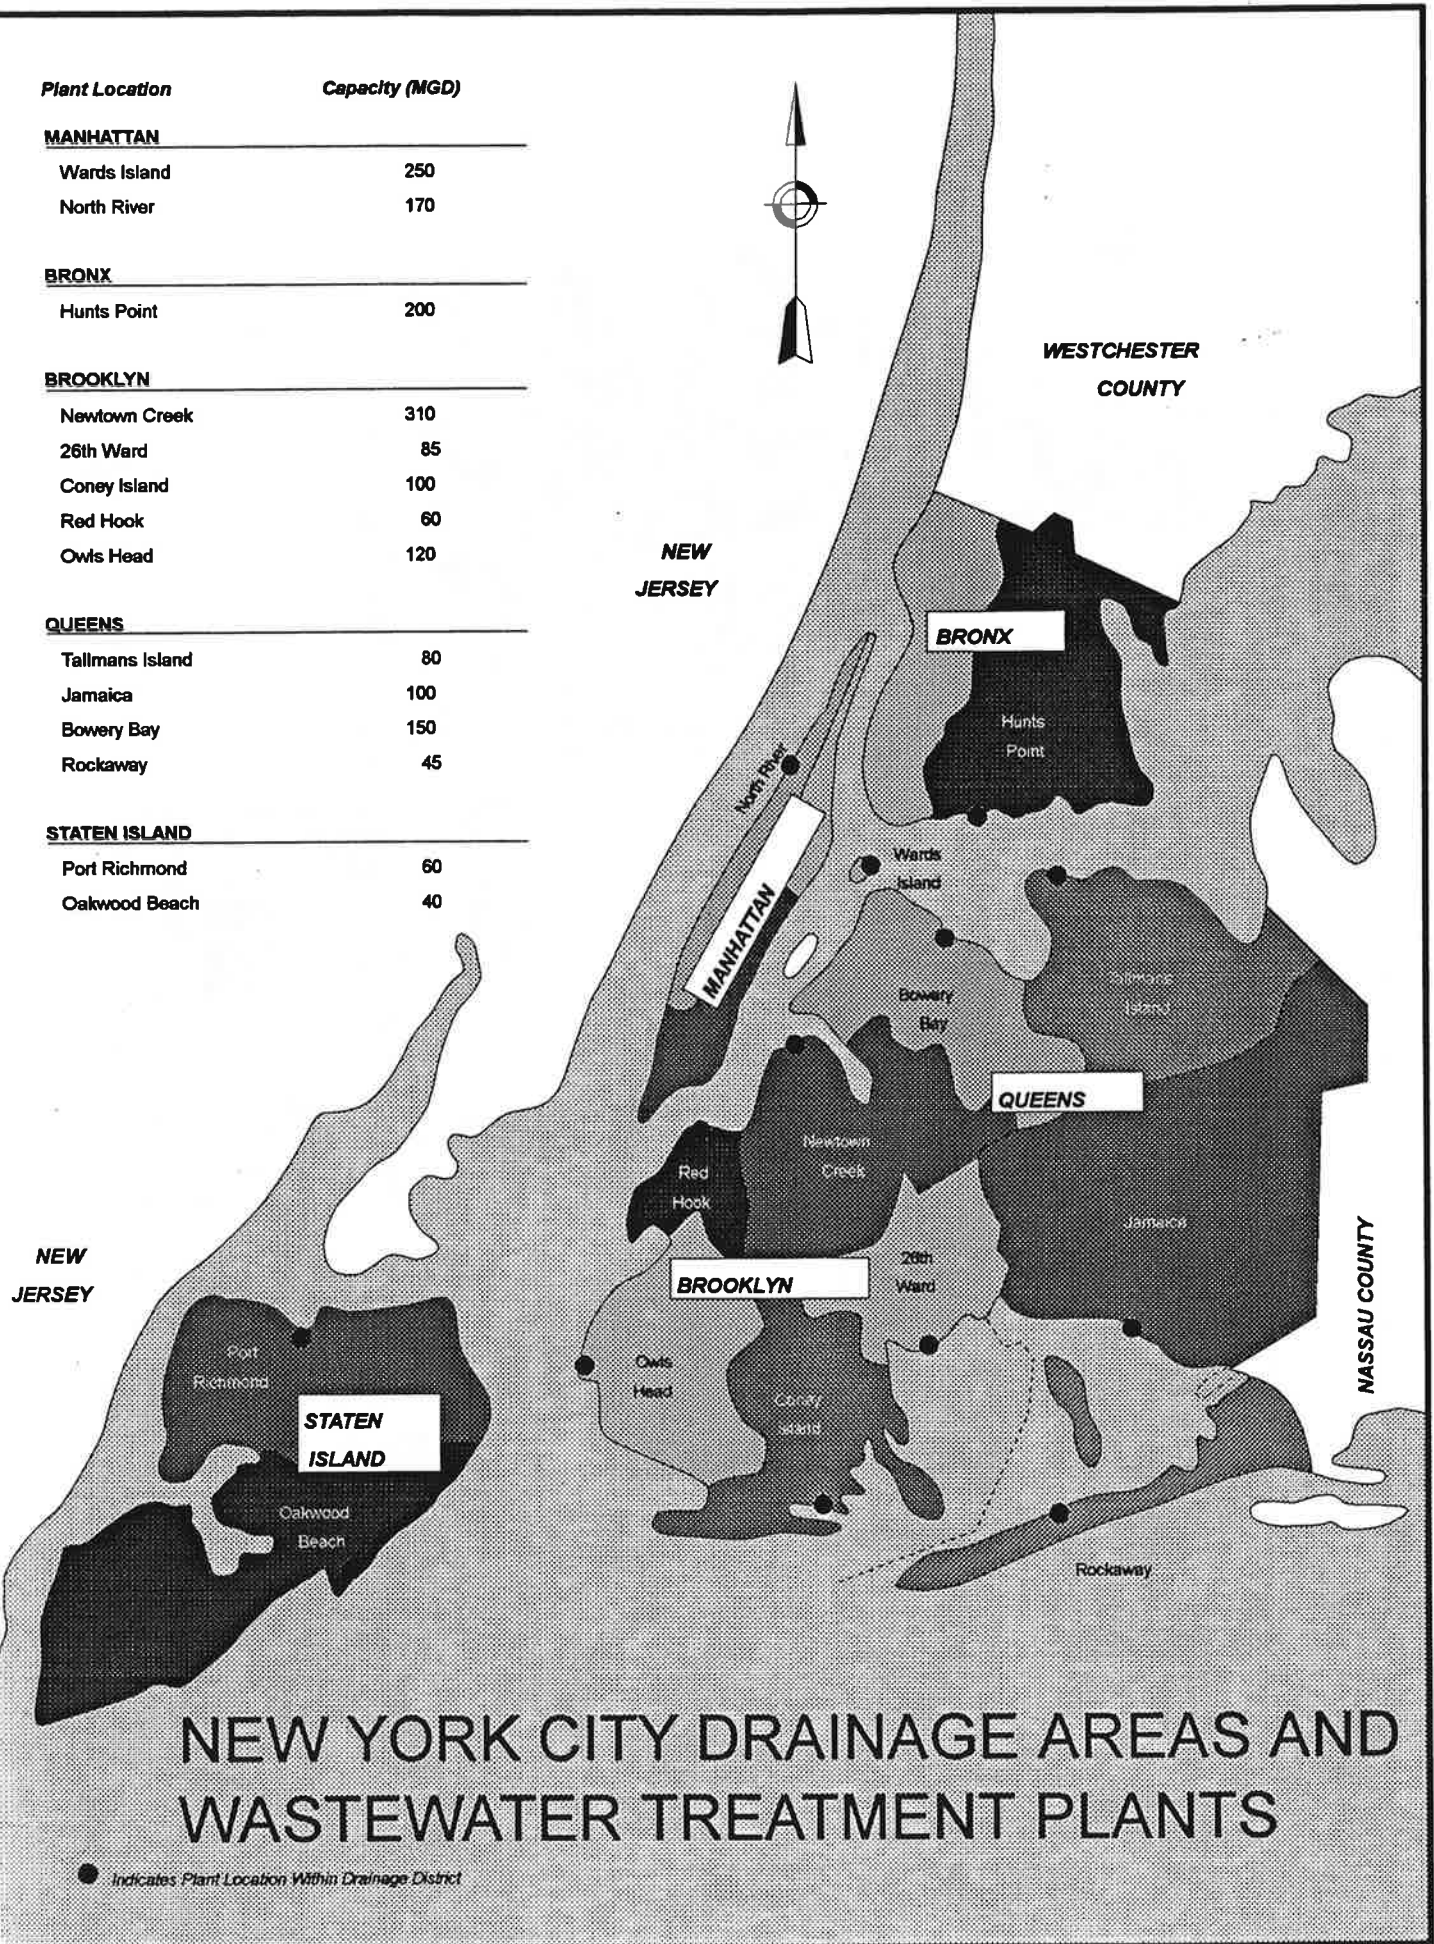 Plant Location Capacity (MGD)
MANHATTAN
Wards Island 250
North River 170
BRONX
Hunts Point 200
BROOKLYN
Newtown Creek 310
26th Ward 85
Coney Island 100
Red Hook 60
Owls Head 120
QUEENS
Tallmans Island 80
Jamaica 100
Bowery Bay 150
Rockaway 45
STATEN ISLAND
Port Richmond 60
Oakwood Beach 40
WESTCHESTER
COUNTY
NEW
JERSEY
BRONX
Hunts
Point
North River
MANHATTAN
Wards
Island
Tallmans
Island
Bowery
Bay
QUEENS
Newtown
Creek
Red
Hook
Jamaica
NASSAU COUNTY
26th
Ward
BROOKLYN
Owls
Head
Coney
Island
Rockaway
NEW
JERSEY
Port
Richmond
STATEN
ISLAND
Oakwood
Beach
NEW YORK CITY DRAINAGE AREAS AND
WASTEWATER TREATMENT PLANTS
Indicates Plant Location Within Drainage District